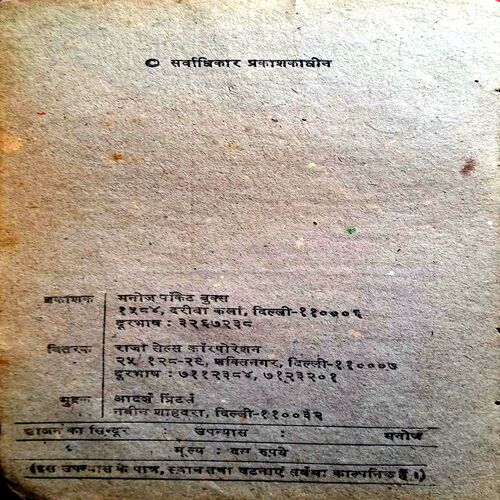 © सर्वाधिकार प्रकाशकाधीन
प्रकाशक मनोज पॉकेट बुक्स
१५८४, दरीबा कलां, दिल्ली-११०००६
दूरभाष : ३२६७२३८
वितरक राजा सेल्स कॉरपोरेशन
२५/१२८-२९, शक्तिनगर, दिल्ली-११०००७
दूरभाष : ७११२३८४, ७१२३२०१
मुद्रक आदर्श प्रिंटर्स
नवीन शाहदरा, दिल्ली-११००३२
डाअन का सिन्दूर : उपन्यास : मनोज
मूल्य : दस रुपये
(इस उपन्यास के पात्र, स्थान तथा घटनाएं सर्वथा काल्पनिक हैं।)